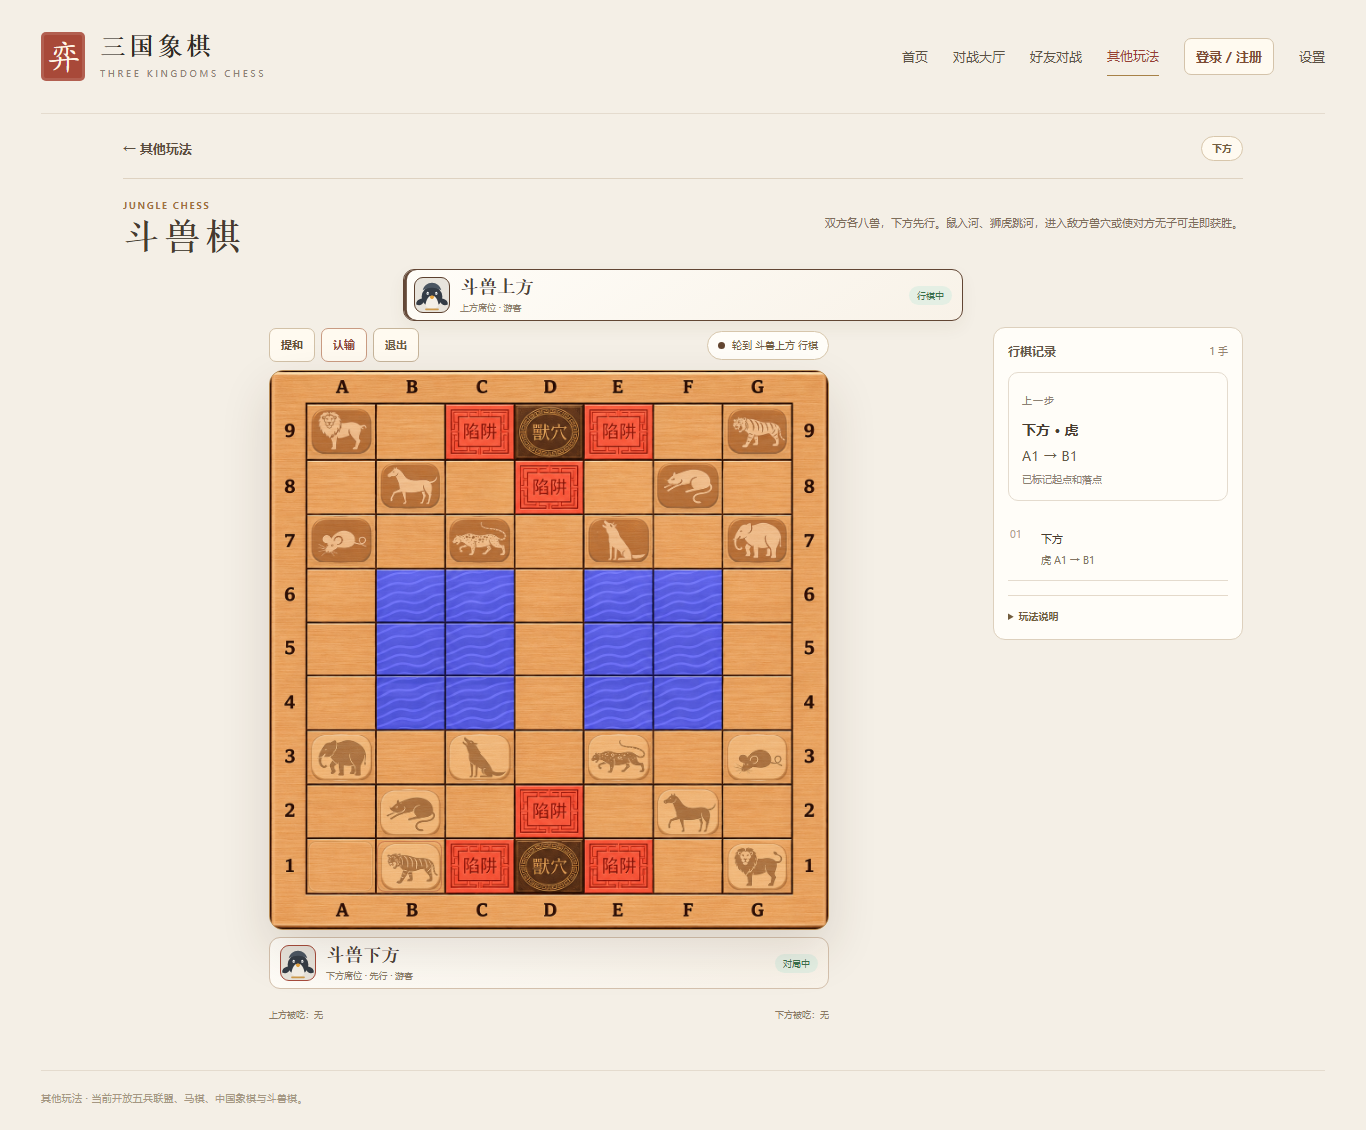 弈
三国象棋
THREE KINGDOMS CHESS
首页 对战大厅 好友对战 其他玩法 登录 / 注册 设置
← 其他玩法
下方
JUNGLE CHESS
斗兽棋
双方各八兽，下方先行。鼠入河、狮虎跳河，进入敌方兽穴或使对方无子可走即获胜。
斗兽上方
上方席位 · 游客
行棋中
提和 认输 退出
轮到 斗兽上方 行棋
A B C D E F G
9 陷阱 獸穴 陷阱 9
8 陷阱 8
7 7
6 6
5 5
4 4
3 3
2 陷阱 2
1 陷阱 獸穴 陷阱 1
A B C D E F G
斗兽下方
下方席位 · 先行 · 游客
对局中
上方被吃：无
下方被吃：无
行棋记录 1 手
上一步
下方 • 虎
A1 → B1
已标记起点和落点
01 下方
虎 A1 → B1
▶ 玩法说明
其他玩法 · 当前开放五兵联盟、马棋、中国象棋与斗兽棋。